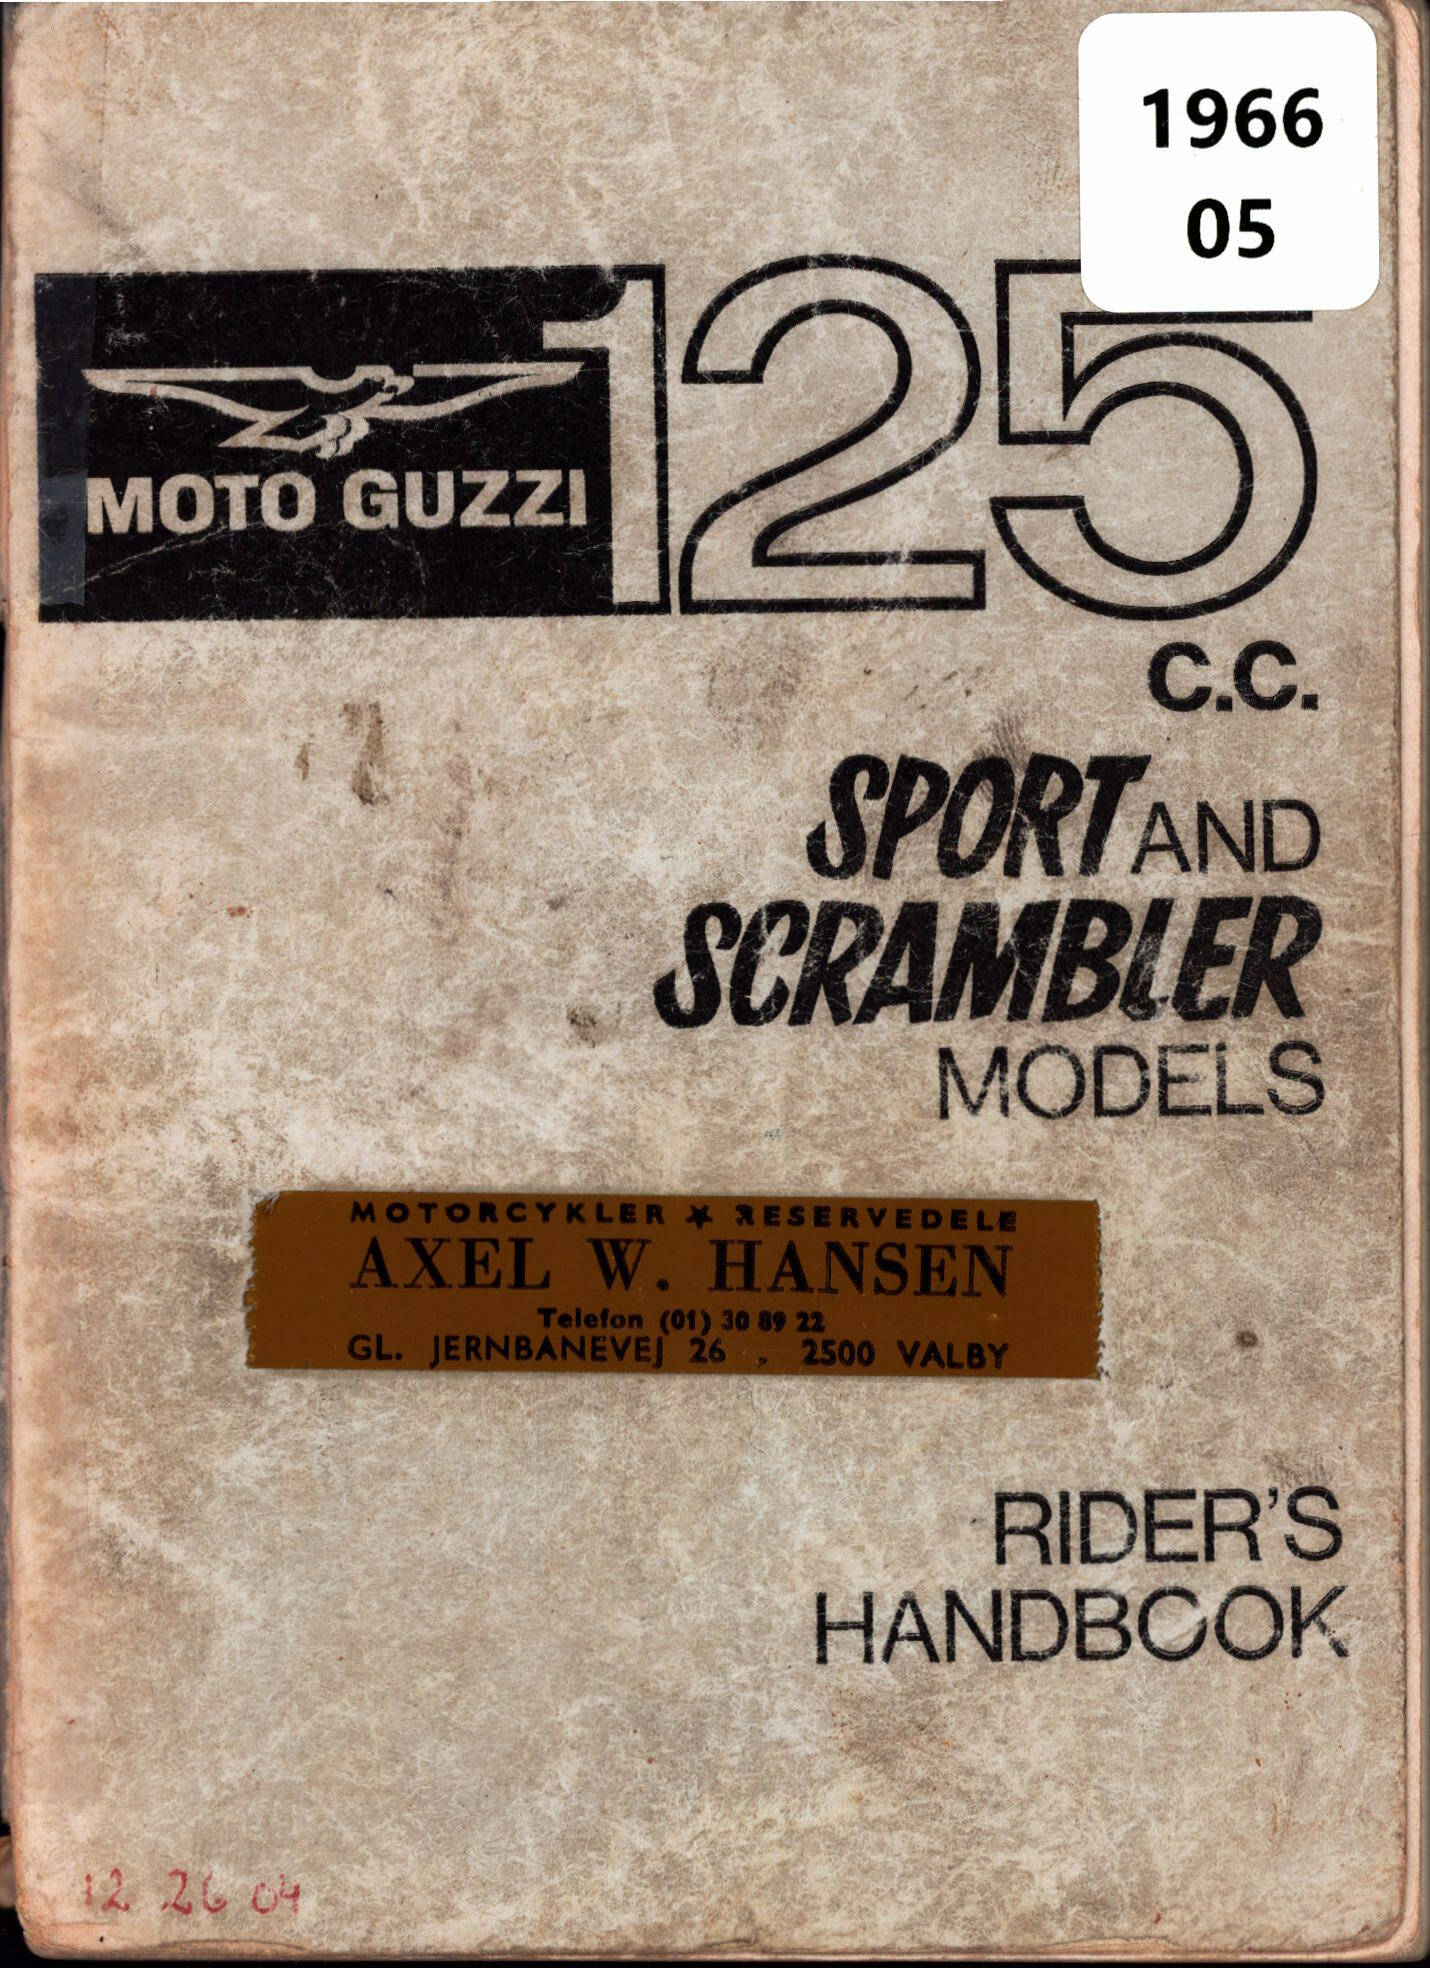 1966
05
MOTO GUZZI
125
C.C.
SPORT AND
SCRAMBLER
MODELS
MOTORCYKLER ★ RESERVEDELE
AXEL W. HANSEN
Telefon (01) 30 89 22
GL. JERNBANEVEJ 26 , 2500 VALBY
RIDER'S
HANDBOOK
12 26 04